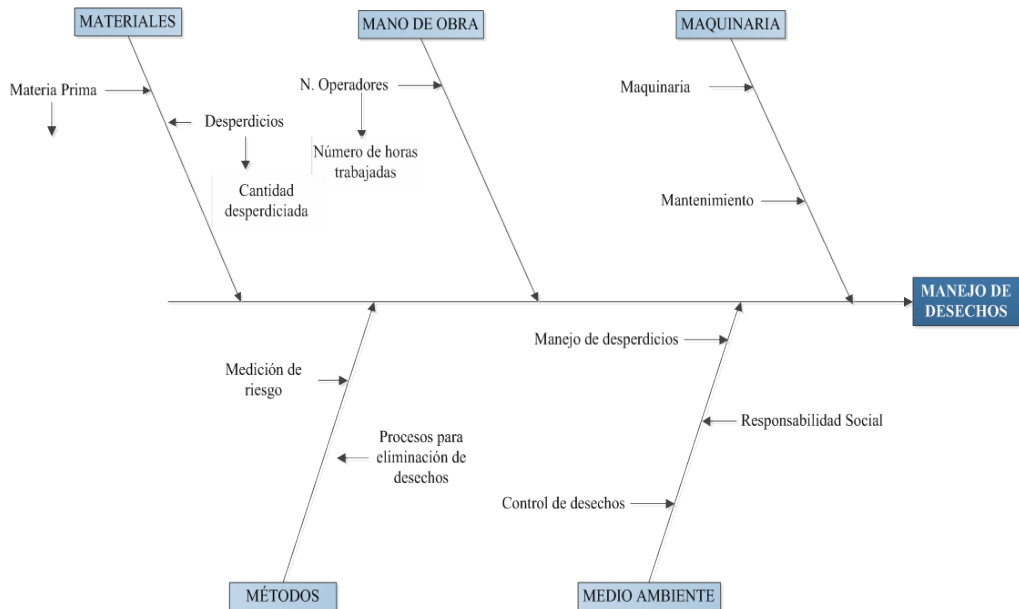 MATERIALES
MANO DE OBRA
MAQUINARIA
Materia Prima
Desperdicios
Cantidad
desperdiciada
N. Operadores
Número de horas
trabajadas
Maquinaria
Mantenimiento
MANEJO DE
DESECHOS
Medición de
riesgo
Procesos para
eliminación de
desechos
Manejo de desperdicios
Responsabilidad Social
Control de desechos
MÉTODOS
MEDIO AMBIENTE